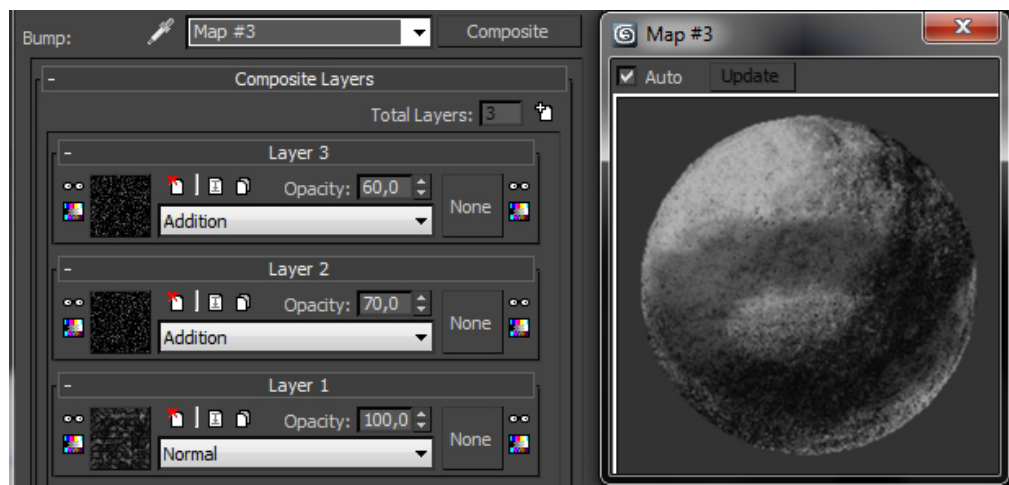 Bump: Map #3 Composite
- Composite Layers
Total Layers: 3
- Layer 3
Opacity: 60,0
Addition
None
- Layer 2
Opacity: 70,0
Addition
None
- Layer 1
Opacity: 100,0
Normal
None
Map #3
Auto Update